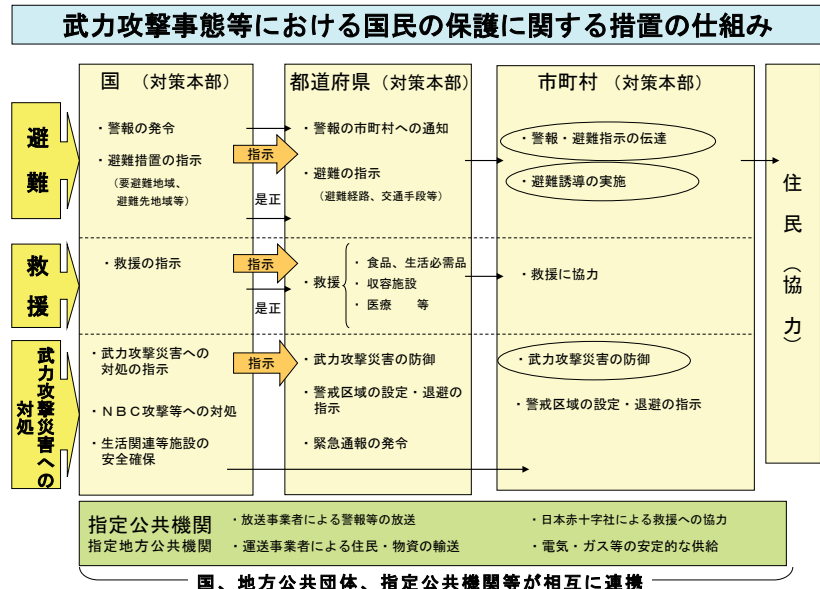 武力攻撃事態等における国民の保護に関する措置の仕組み
国 （対策本部）
都道府県（対策本部）
市町村 （対策本部）
避難
・警報の発令
・避難措置の指示
（要避難地域、
避難先地域等）
指示
是正
・警報の市町村への通知
・避難の指示
（避難経路、交通手段等）
・警報・避難指示の伝達
・避難誘導の実施
住民（協力）
救援
・救援の指示
指示
是正
・救援
・食品、生活必需品
・収容施設
・医療　等
・救援に協力
武力攻撃災害への
対処
・武力攻撃災害への
対処の指示
・ＮＢＣ攻撃等への対処
・生活関連等施設の
安全確保
指示
・武力攻撃災害の防御
・警戒区域の設定・退避の
指示
・緊急通報の発令
・武力攻撃災害の防御
・警戒区域の設定・退避の指示
指定公共機関
指定地方公共機関
・放送事業者による警報等の放送
・日本赤十字社による救援への協力
・運送事業者による住民・物資の輸送
・電気・ガス等の安定的な供給
国、地方公共団体、指定公共機関等が相互に連携